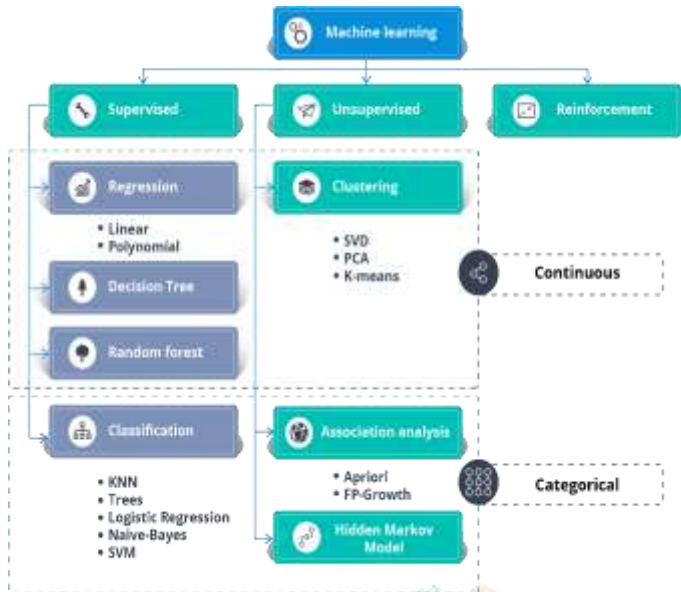 Machine learning
Supervised
Unsupervised
Reinforcement
Regression
• Linear
• Polynomial
Decision Tree
Random forest
Clustering
• SVD
• PCA
• K-means
Continuous
Classification
• KNN
• Trees
• Logistic Regression
• Naive-Bayes
• SVM
Association analysis
• Apriori
• FP-Growth
Hidden Markov
Model
Categorical